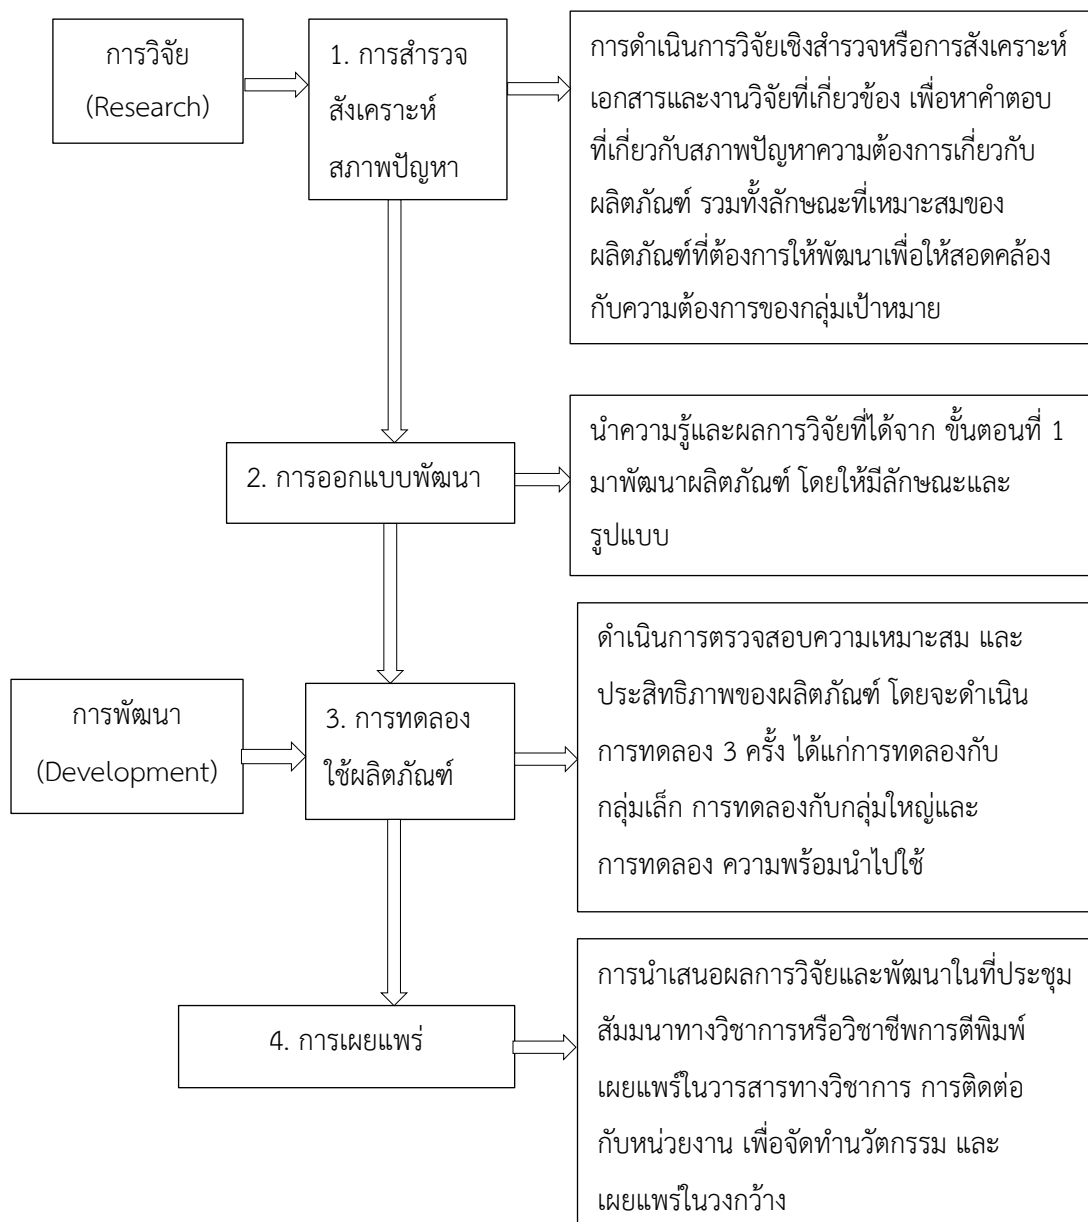 การวิจัย
(Research)
1. การสำรวจ
สังเคราะห์
สภาพปัญหา
การดำเนินการวิจัยเชิงสำรวจหรือการสังเคราะห์
เอกสารและงานวิจัยที่เกี่ยวข้อง เพื่อหาคำตอบ
ที่เกี่ยวกับสภาพปัญหาความต้องการเกี่ยวกับ
ผลิตภัณฑ์ รวมทั้งลักษณะที่เหมาะสมของ
ผลิตภัณฑ์ที่ต้องการให้พัฒนาเพื่อให้สอดคล้อง
กับความต้องการของกลุ่มเป้าหมาย
2. การออกแบบพัฒนา
นำความรู้และผลการวิจัยที่ได้จาก ขั้นตอนที่ 1
มาพัฒนาผลิตภัณฑ์ โดยให้มีลักษณะและ
รูปแบบ
การพัฒนา
(Development)
3. การทดลอง
ใช้ผลิตภัณฑ์
ดำเนินการตรวจสอบความเหมาะสม และ
ประสิทธิภาพของผลิตภัณฑ์ โดยจะดำเนิน
การทดลอง 3 ครั้ง ได้แก่การทดลองกับ
กลุ่มเล็ก การทดลองกับกลุ่มใหญ่และ
การทดลอง ความพร้อมนำไปใช้
4. การเผยแพร่
การนำเสนอผลการวิจัยและพัฒนาในที่ประชุม
สัมมนาทางวิชาการหรือวิชาชีพการตีพิมพ์
เผยแพร่ในวารสารทางวิชาการ การติดต่อ
กับหน่วยงาน เพื่อจัดทำนวัตกรรม และ
เผยแพร่ในวงกว้าง